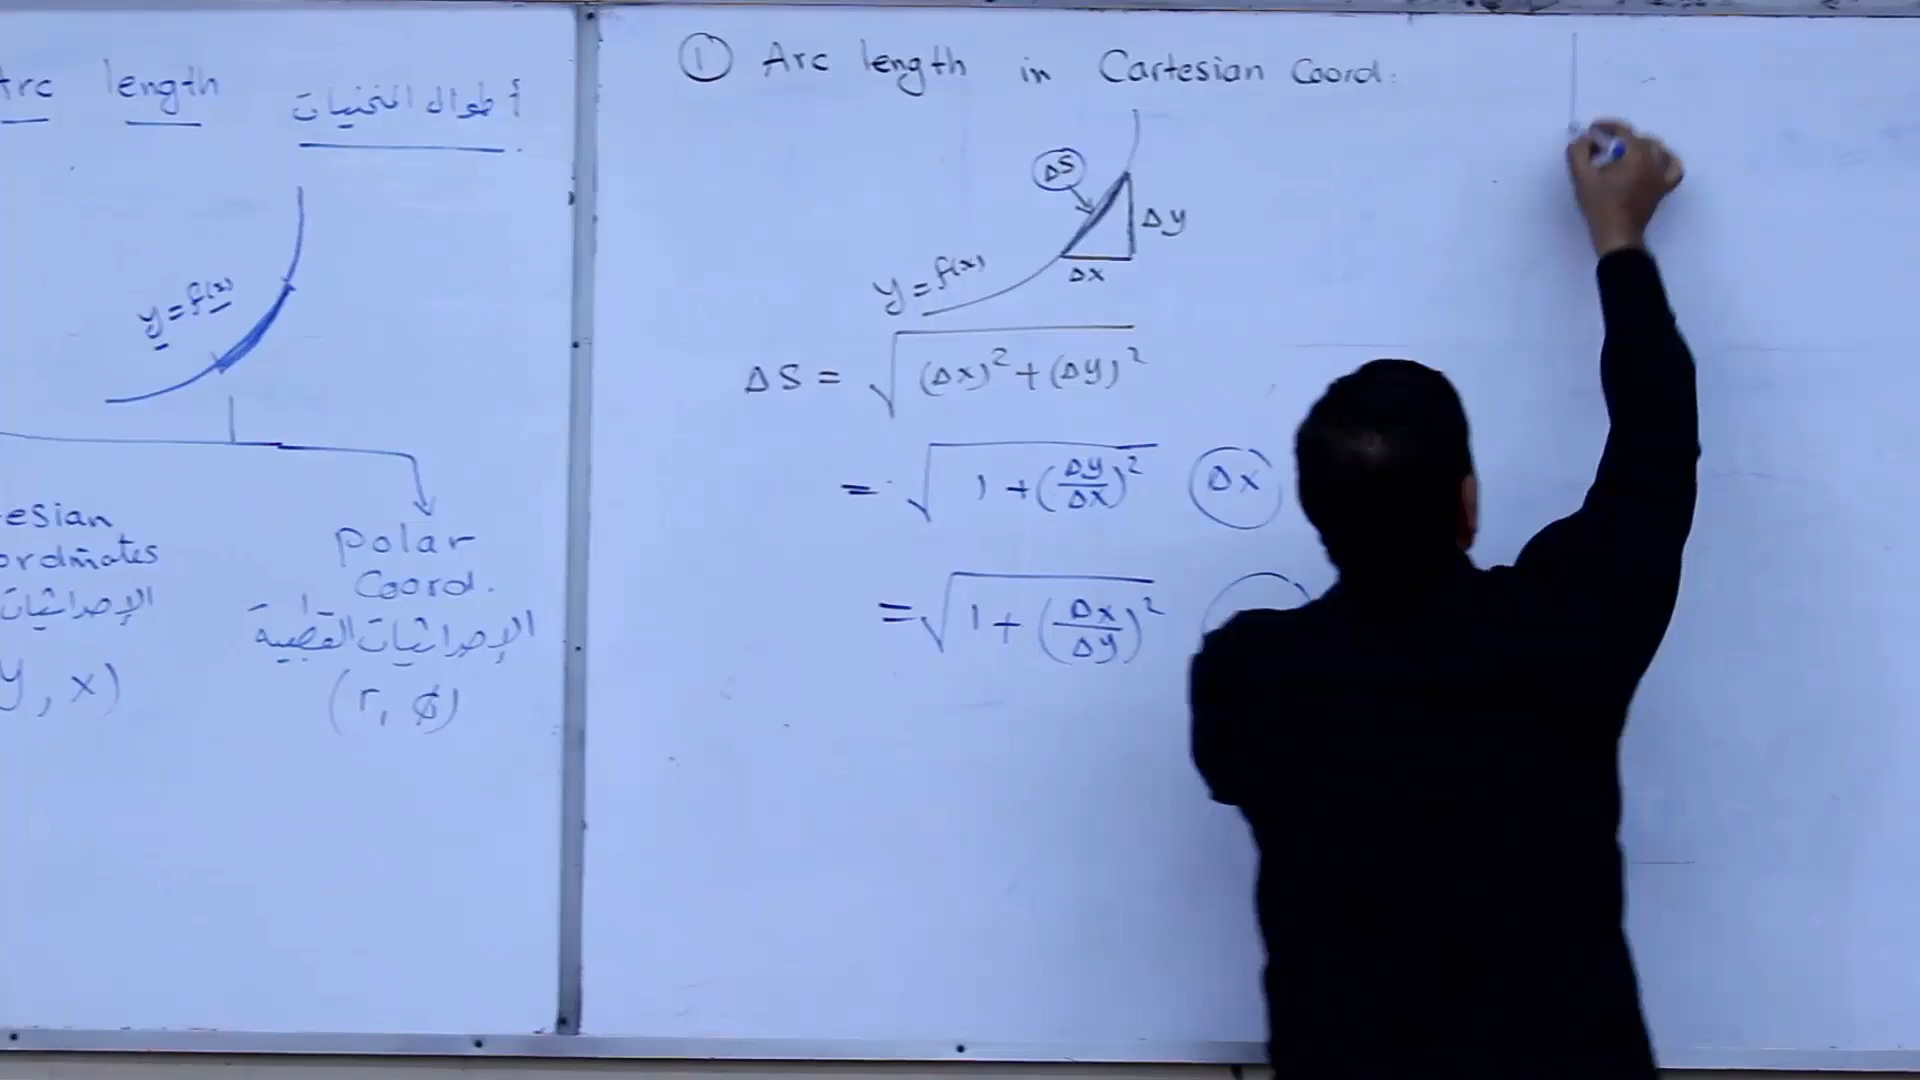 Arc length أطوال المنحنيات
y = f(x)
esian
ordinates
الإحداثيات
y, x)
Polar
Coord.
الإحداثيات القطبية
(r, ϕ)
① Arc length in Cartesian Coord.
ΔS
Δy
Δx
y = f(x)
ΔS = √((Δx)² + (Δy)²)
= √(1 + (Δy/Δx)²) Δx
= √(1 + (Δx/Δy)²)